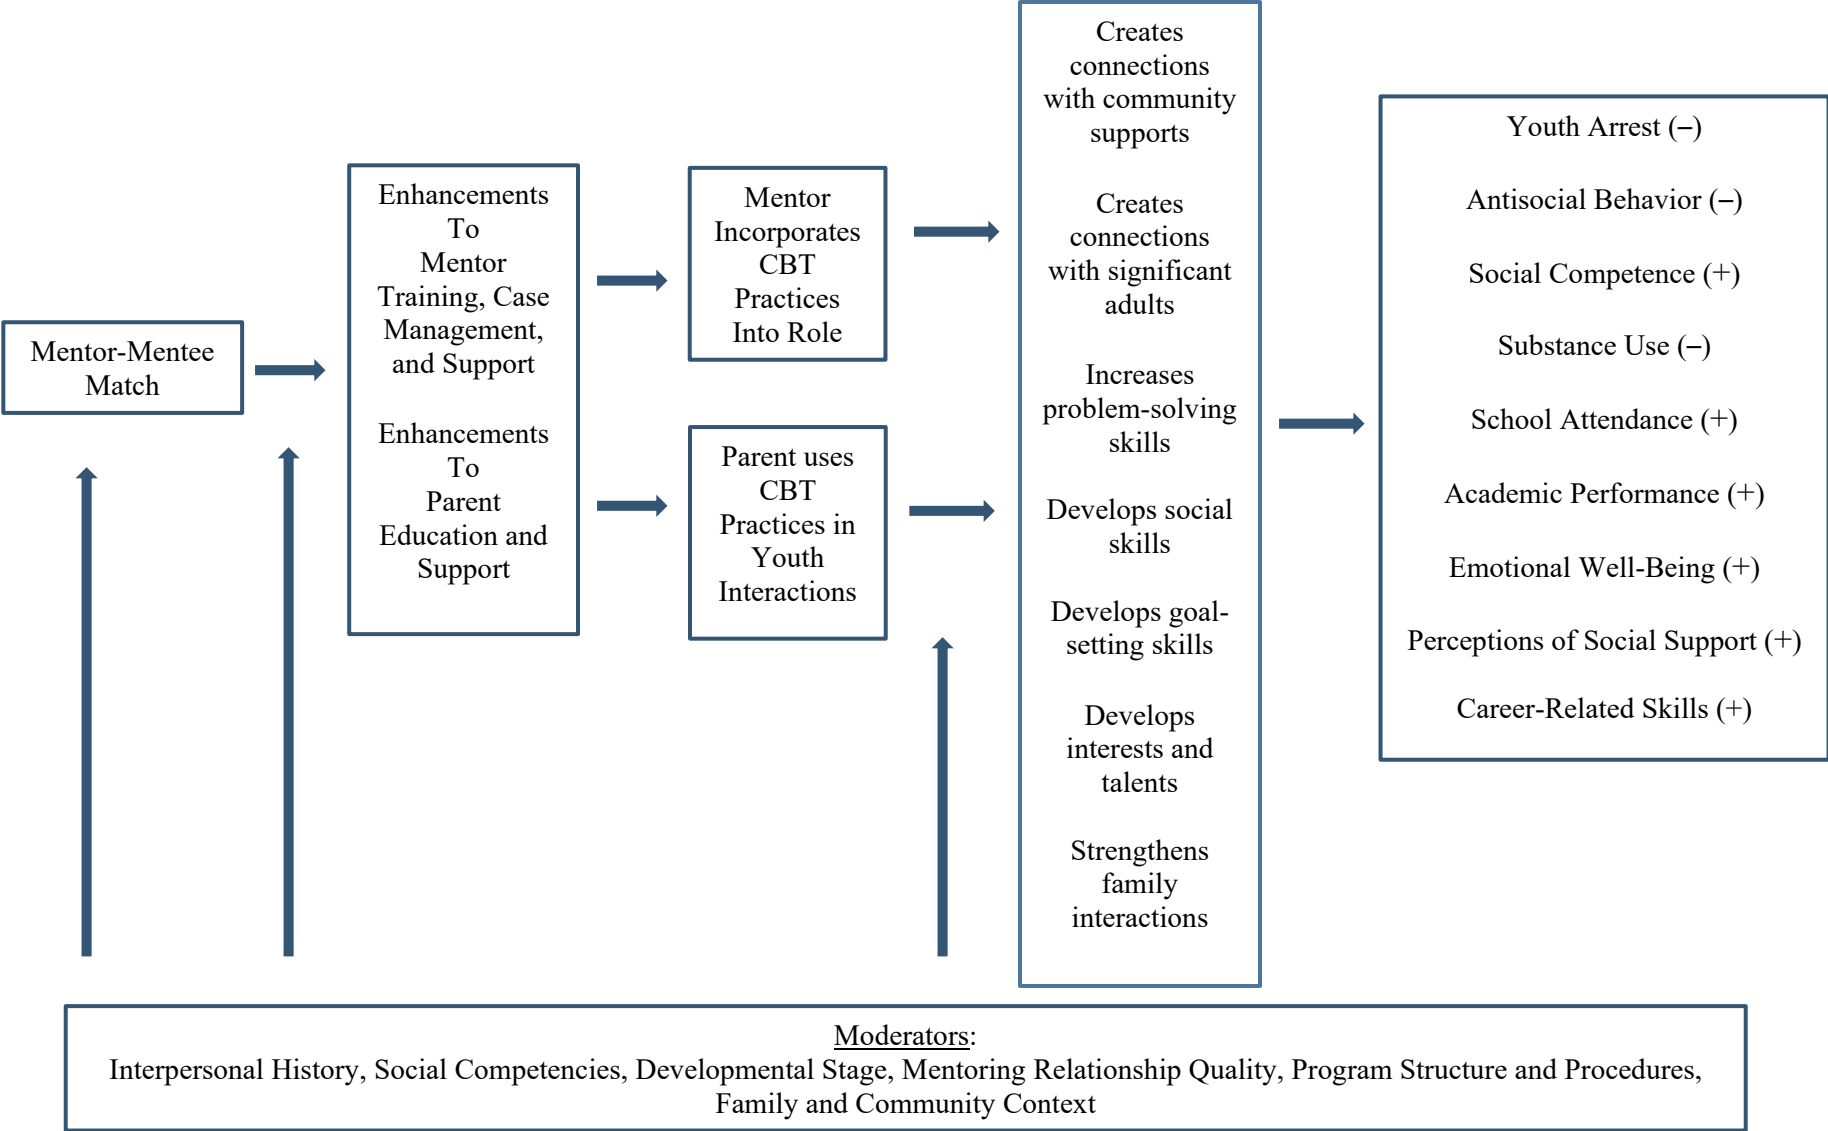 Mentor-Mentee
Match
Enhancements
To
Mentor
Training, Case
Management,
and Support
Enhancements
To
Parent
Education and
Support
Mentor
Incorporates
CBT
Practices
Into Role
Parent uses
CBT
Practices in
Youth
Interactions
Creates
connections
with community
supports
Creates
connections
with significant
adults
Increases
problem-solving
skills
Develops social
skills
Develops goal-
setting skills
Develops
interests and
talents
Strengthens
family
interactions
Youth Arrest (–)
Antisocial Behavior (–)
Social Competence (+)
Substance Use (–)
School Attendance (+)
Academic Performance (+)
Emotional Well-Being (+)
Perceptions of Social Support (+)
Career-Related Skills (+)
Moderators:
Interpersonal History, Social Competencies, Developmental Stage, Mentoring Relationship Quality, Program Structure and Procedures,
Family and Community Context